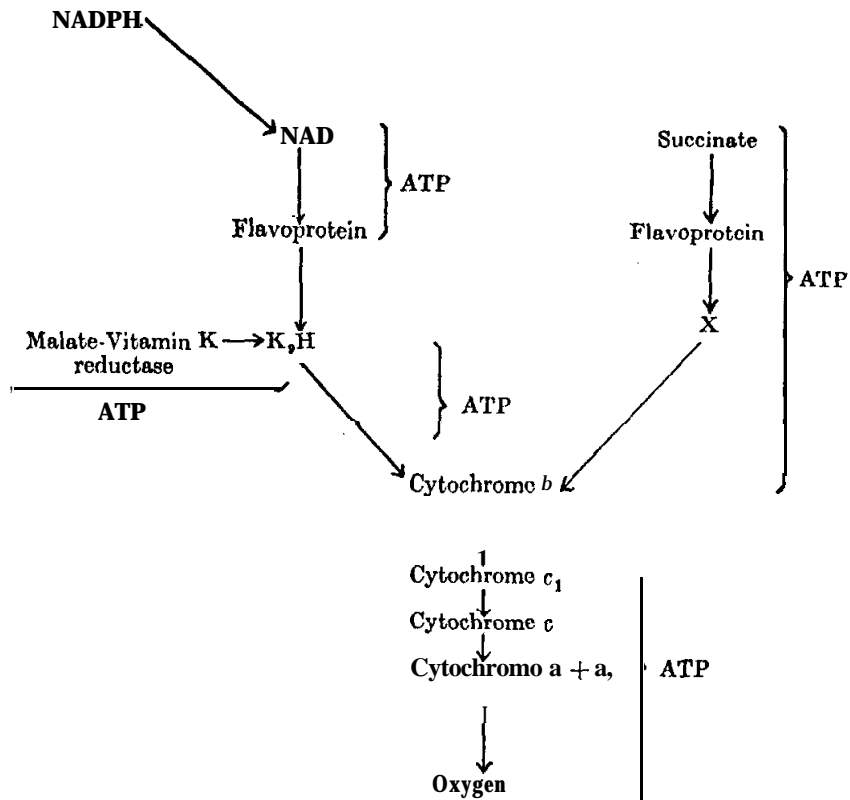 NADPH
NAD
ATP
Flavoprotein
Succinate
Flavoprotein
ATP
X
Malate-Vitamin K
reductase
K9H
ATP
ATP
Cytochrome b
Cytochrome c1
Cytochrome c
Cytochromo a + a,
ATP
Oxygen